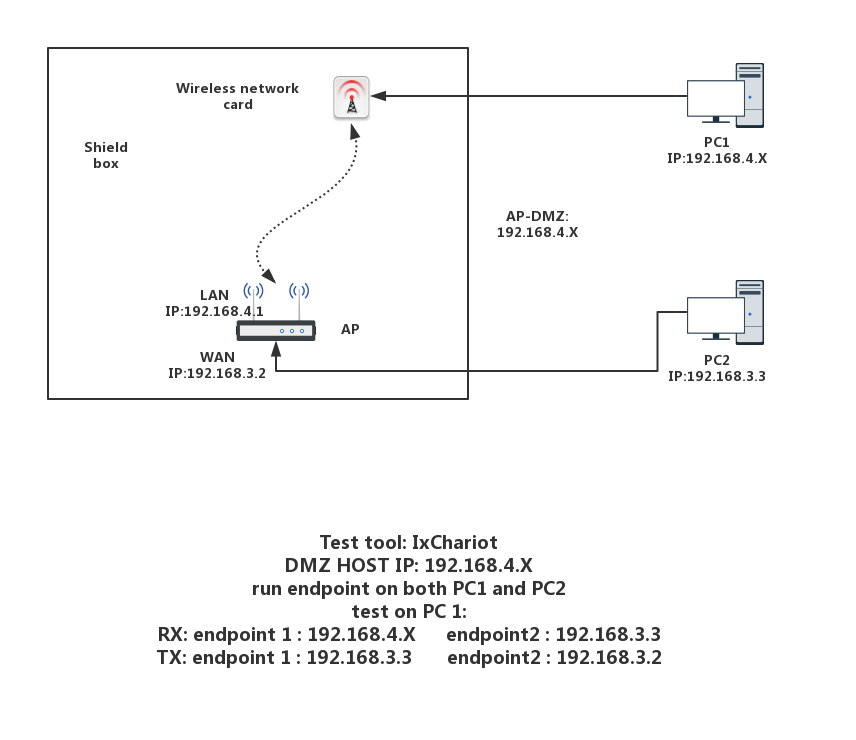 Wireless network
card
Shield
box
PC1
IP:192.168.4.X
AP-DMZ:
192.168.4.X
LAN
IP:192.168.4.1
AP
WAN
IP:192.168.3.2
PC2
IP:192.168.3.3
Test tool: IxChariot
DMZ HOST IP: 192.168.4.X
run endpoint on both PC1 and PC2
test on PC 1:
RX: endpoint 1 : 192.168.4.X endpoint2 : 192.168.3.3
TX: endpoint 1 : 192.168.3.3 endpoint2 : 192.168.3.2